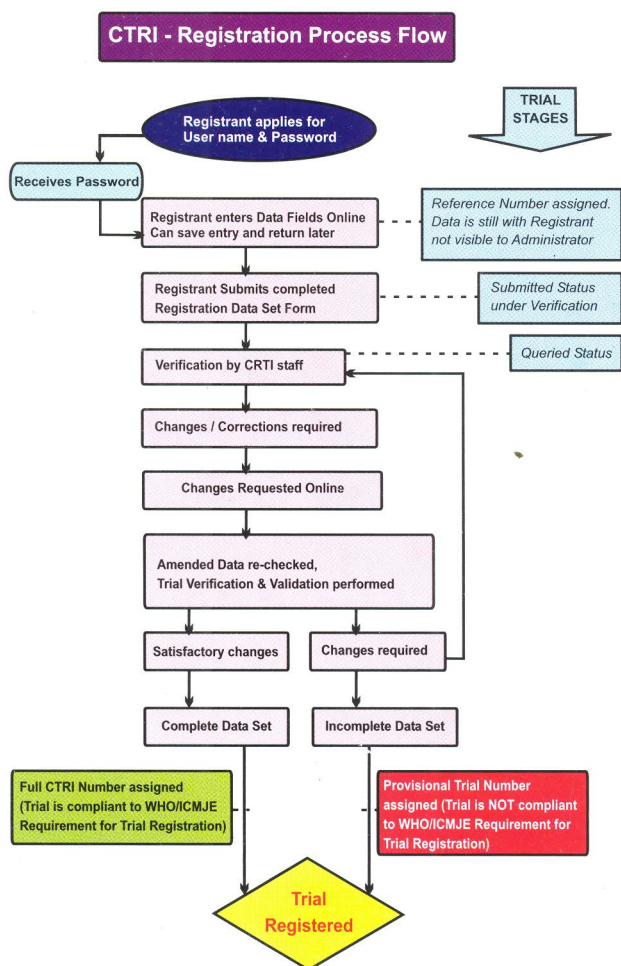 CTRI - Registration Process Flow
Registrant applies for
User name & Password
TRIAL
STAGES
Receives Password
Registrant enters Data Fields Online
Can save entry and return later
Reference Number assigned.
Data is still with Registrant
not visible to Administrator
Registrant Submits completed
Registration Data Set Form
Submitted Status
under Verification
Verification by CRTI staff
Queried Status
Changes / Corrections required
Changes Requested Online
Amended Data re-checked,
Trial Verification & Validation performed
Satisfactory changes
Changes required
Complete Data Set
Incomplete Data Set
Full CTRI Number assigned
(Trial is compliant to WHO/ICMJE
Requirement for Trial Registration)
Provisional Trial Number
assigned (Trial is NOT compliant
to WHO/ICMJE Requirement for
Trial Registration)
Trial
Registered